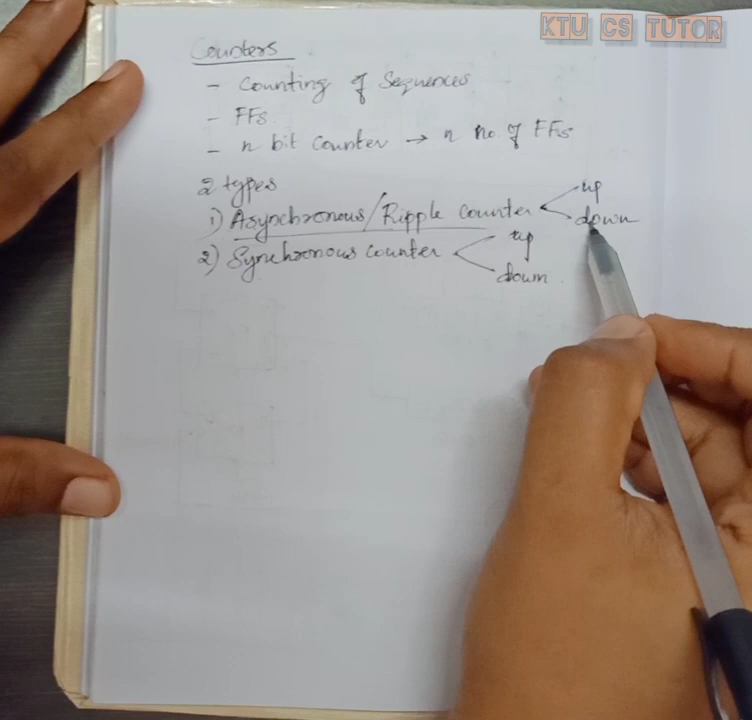 KTU CS TUTOR
Counters
- Counting of Sequences
- FFs
- n bit counter → n no. of FFs
2 types
1) Asynchronous/Ripple Counter < up
down
2) Synchronous Counter < up
down